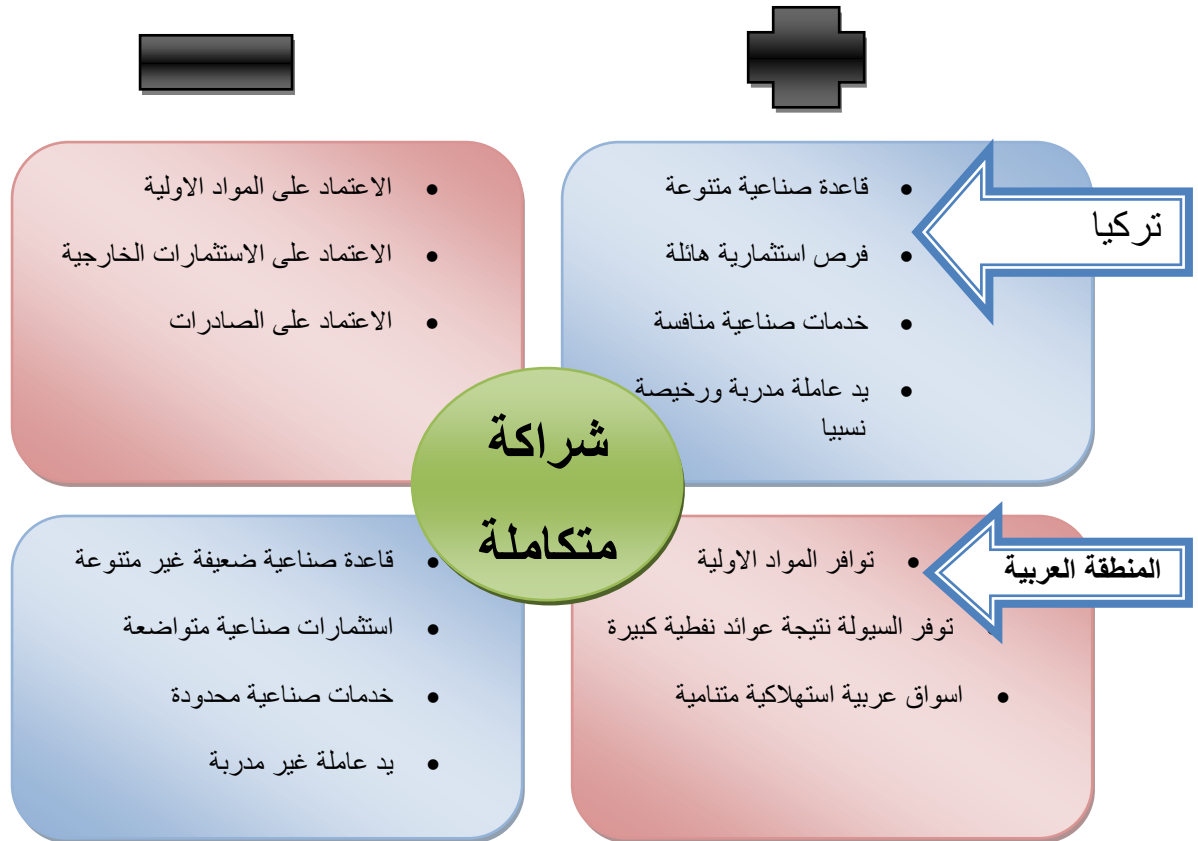 تركيا
• قاعدة صناعية متنوعة
• فرص استثمارية هائلة
• خدمات صناعية منافسة
• يد عاملة مدربة ورخيصة
نسبيا
• الاعتماد على المواد الاولية
• الاعتماد على الاستثمارات الخارجية
• الاعتماد على الصادرات
شراكة
متكاملة
المنطقة العربية
• توافر المواد الاولية
• توفر السيولة نتيجة عوائد نفطية كبيرة
• اسواق عربية استهلاكية متنامية
• قاعدة صناعية ضعيفة غير متنوعة
• استثمارات صناعية متواضعة
• خدمات صناعية محدودة
• يد عاملة غير مدربة